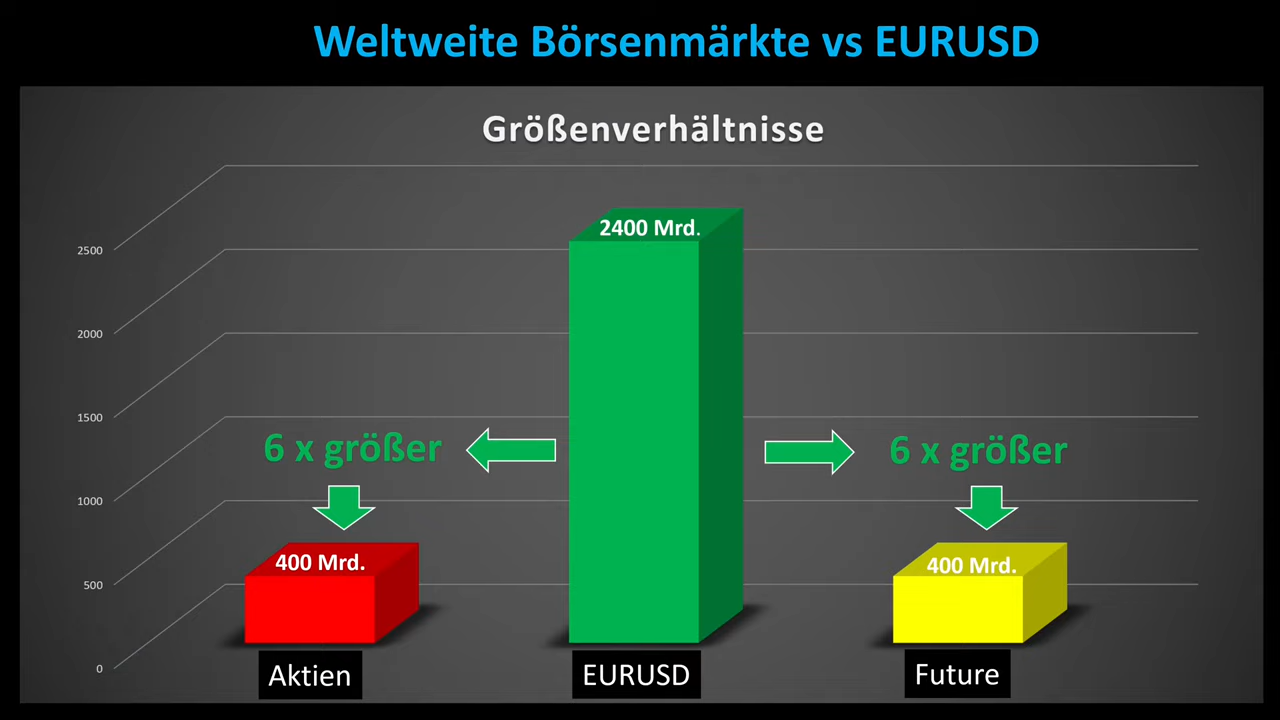 Weltweite Börsenmärkte vs EURUSD
Größenverhältnisse
2500
2000
1500
1000
500
0
2400 Mrd.
6 x größer
6 x größer
400 Mrd.
400 Mrd.
Aktien
EURUSD
Future